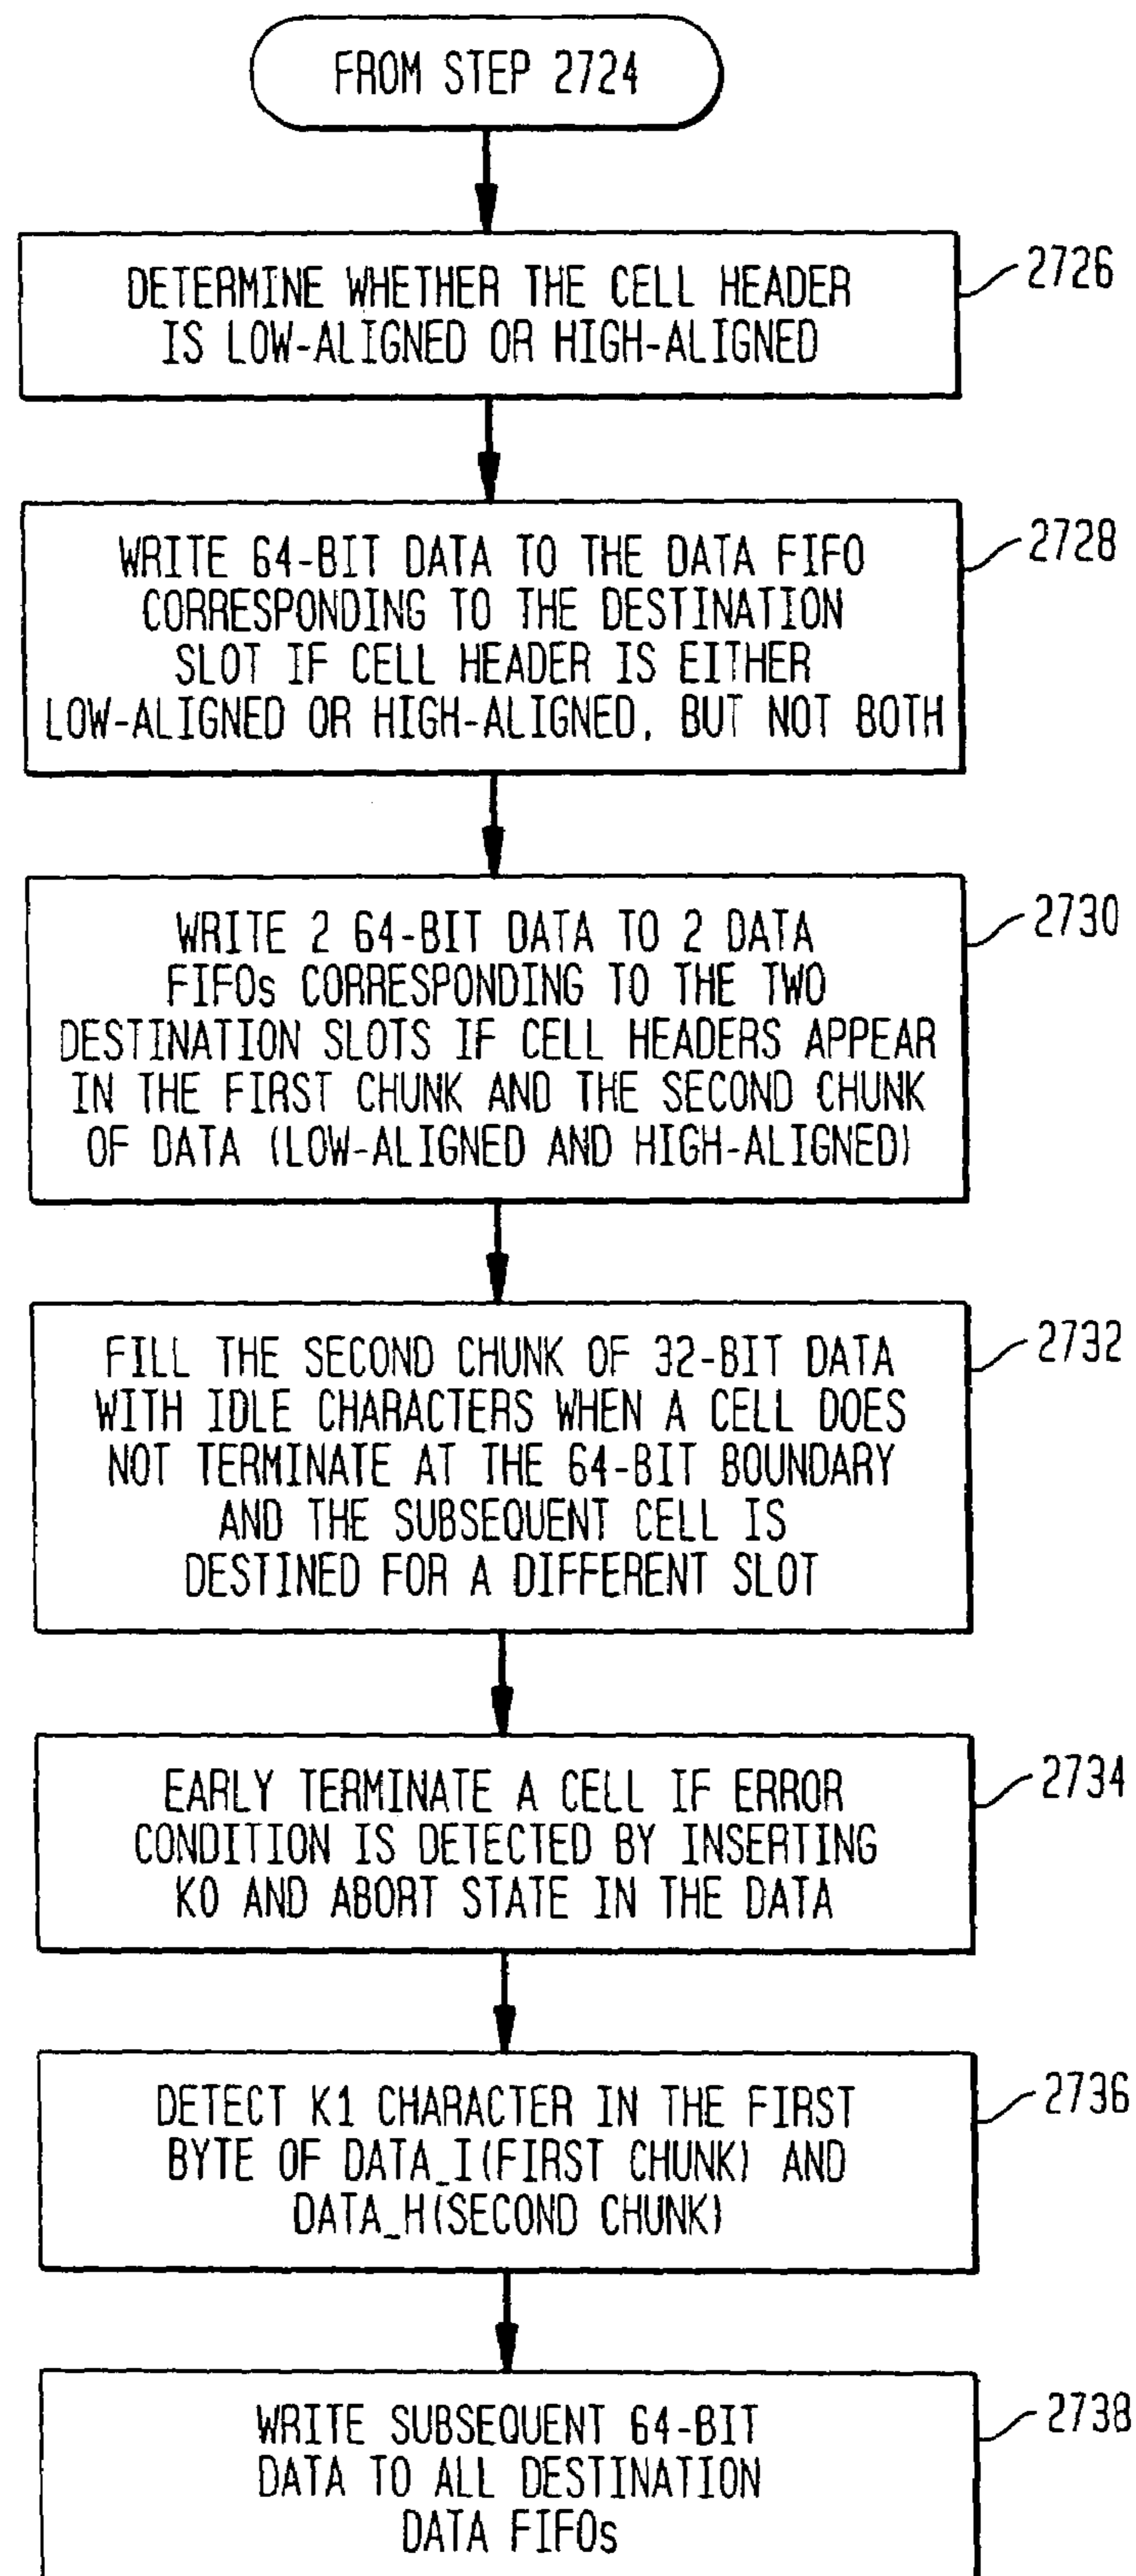 FROM STEP 2724
DETERMINE WHETHER THE CELL HEADER
IS LOW-ALIGNED OR HIGH-ALIGNED
2726
WRITE 64-BIT DATA TO THE DATA FIFO
CORRESPONDING TO THE DESTINATION
SLOT IF CELL HEADER IS EITHER
LOW-ALIGNED OR HIGH-ALIGNED, BUT NOT BOTH
2728
WRITE 2 64-BIT DATA TO 2 DATA
FIFOs CORRESPONDING TO THE TWO
DESTINATION SLOTS IF CELL HEADERS APPEAR
IN THE FIRST CHUNK AND THE SECOND CHUNK
OF DATA (LOW-ALIGNED AND HIGH-ALIGNED)
2730
FILL THE SECOND CHUNK OF 32-BIT DATA
WITH IDLE CHARACTERS WHEN A CELL DOES
NOT TERMINATE AT THE 64-BIT BOUNDARY
AND THE SUBSEQUENT CELL IS
DESTINED FOR A DIFFERENT SLOT
2732
EARLY TERMINATE A CELL IF ERROR
CONDITION IS DETECTED BY INSERTING
K0 AND ABORT STATE IN THE DATA
2734
DETECT K1 CHARACTER IN THE FIRST
BYTE OF DATA_I(FIRST CHUNK) AND
DATA_H(SECOND CHUNK)
2736
WRITE SUBSEQUENT 64-BIT
DATA TO ALL DESTINATION
DATA FIFOs
2738